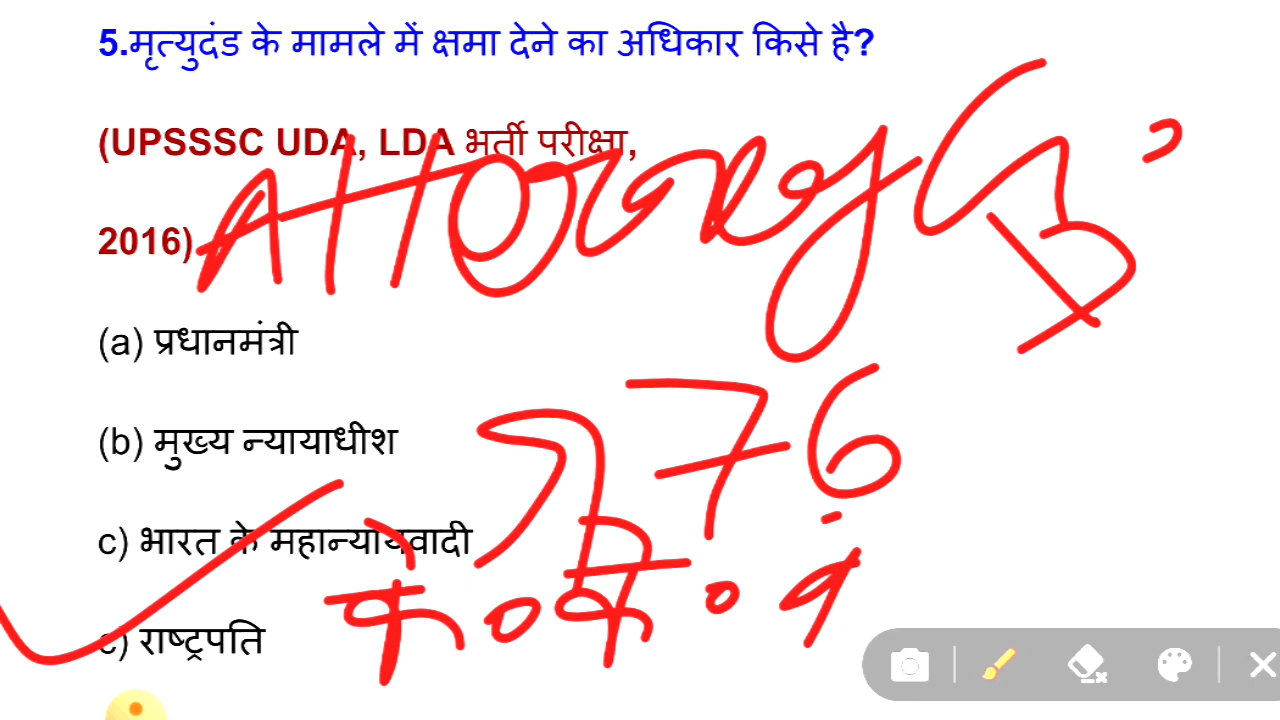 5.मृत्युदंड के मामले में क्षमा देने का अधिकार किसे है?
(UPSSSC UDA, LDA भर्ती परीक्षा,
2016)
Attorney G
(a) प्रधानमंत्री
76
(b) मुख्य न्यायाधीश
c) भारत के महान्यायवादी
e) राष्ट्रपति